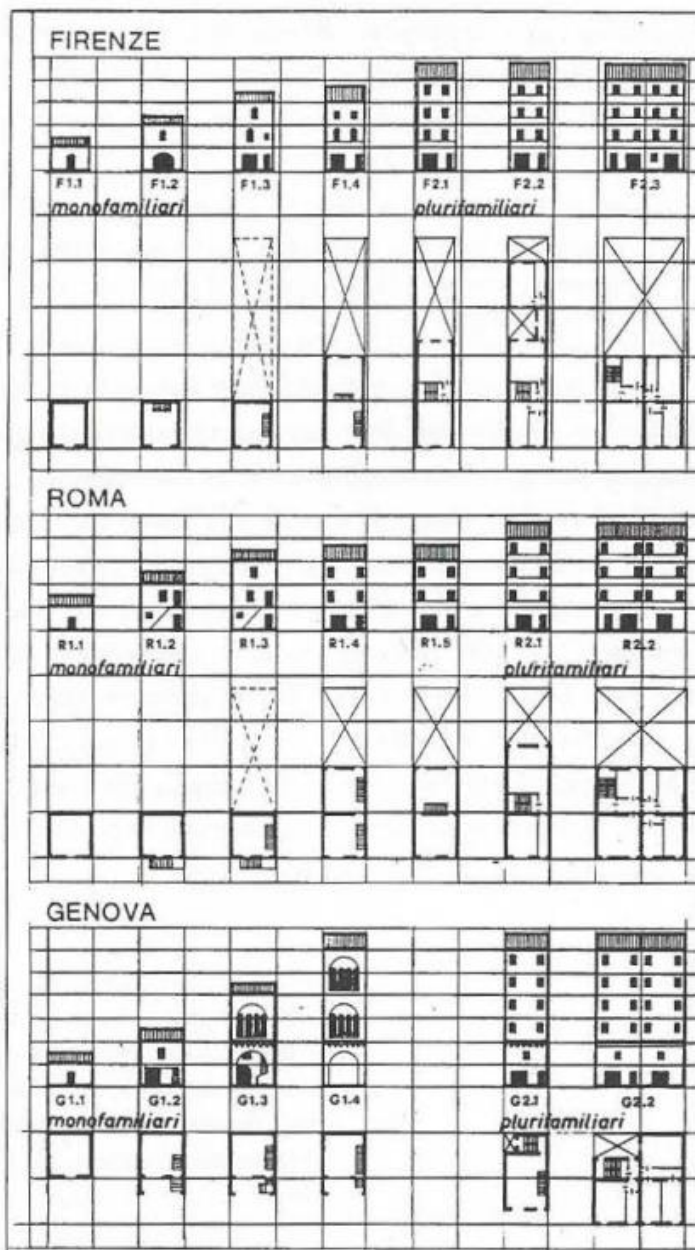 FIRENZE
F1.1 F1.2 F1.3 F1.4 F2.1 F2.2 F2.3
monofamiliari plurifamiliari
ROMA
R1.1 R1.2 R1.3 R1.4 R1.5 R2.1 R2.2
monofamiliari plurifamiliari
GENOVA
G1.1 G1.2 G1.3 G1.4 G2.1 G2.2
monofamiliari plurifamiliari